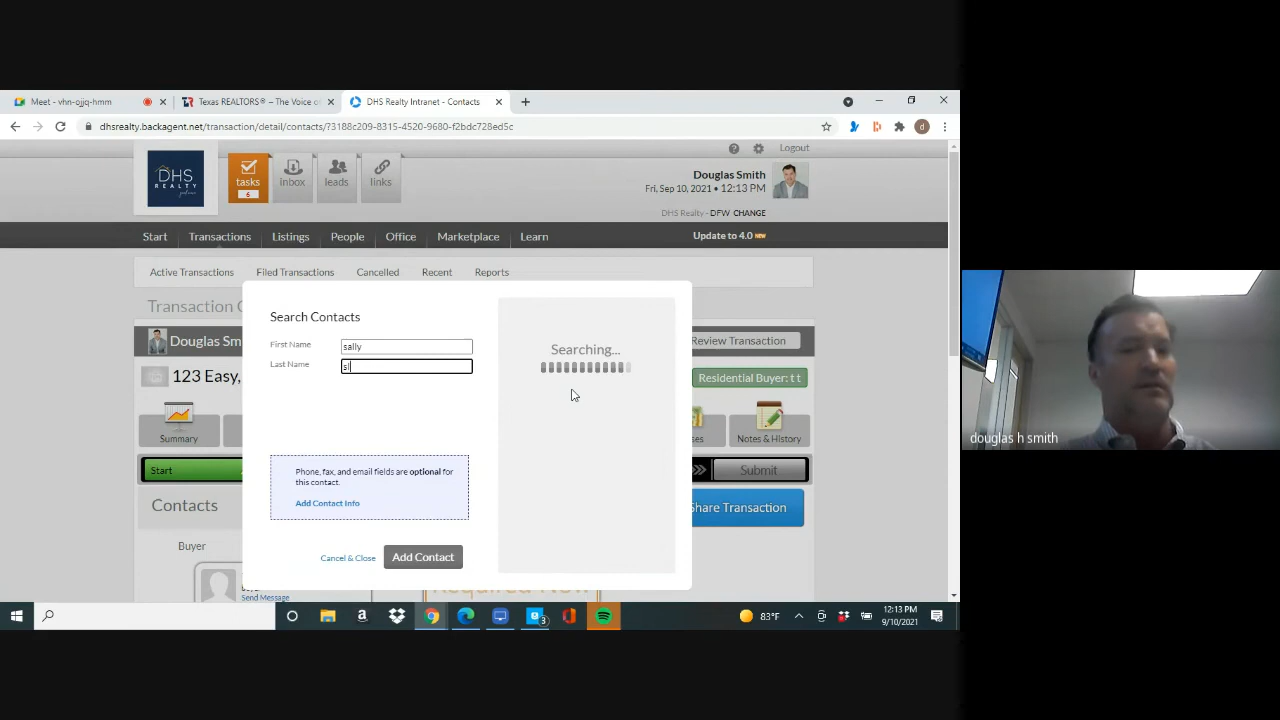 Meet - vhn-ojjq-hmm
Texas REALTORS® – The Voice of
DHS Realty Intranet - Contacts
dhsrealty.backagent.net/transaction/detail/contacts/?3188c209-8315-4520-9680-f2bdc728ed5c
Logout
DHS
REALTY
tasks
6
inbox
leads
links
Douglas Smith
Fri, Sep 10, 2021 • 12:13 PM
DHS Realty - DFW CHANGE
Start
Transactions
Listings
People
Office
Marketplace
Learn
Update to 4.0 NEW
Active Transactions
Filed Transactions
Cancelled
Recent
Reports
Transaction
Douglas Sm
Review Transaction
123 Easy,
Residential Buyer: t t
Summary
Notes & History
Start
Submit
Contacts
Share Transaction
Buyer
Send Message
Search Contacts
First Name
sally
Last Name
sl
Searching...
Phone, fax, and email fields are optional for
this contact.
Add Contact Info
Cancel & Close
Add Contact
douglas h smith
3
83°F
12:13 PM
9/10/2021